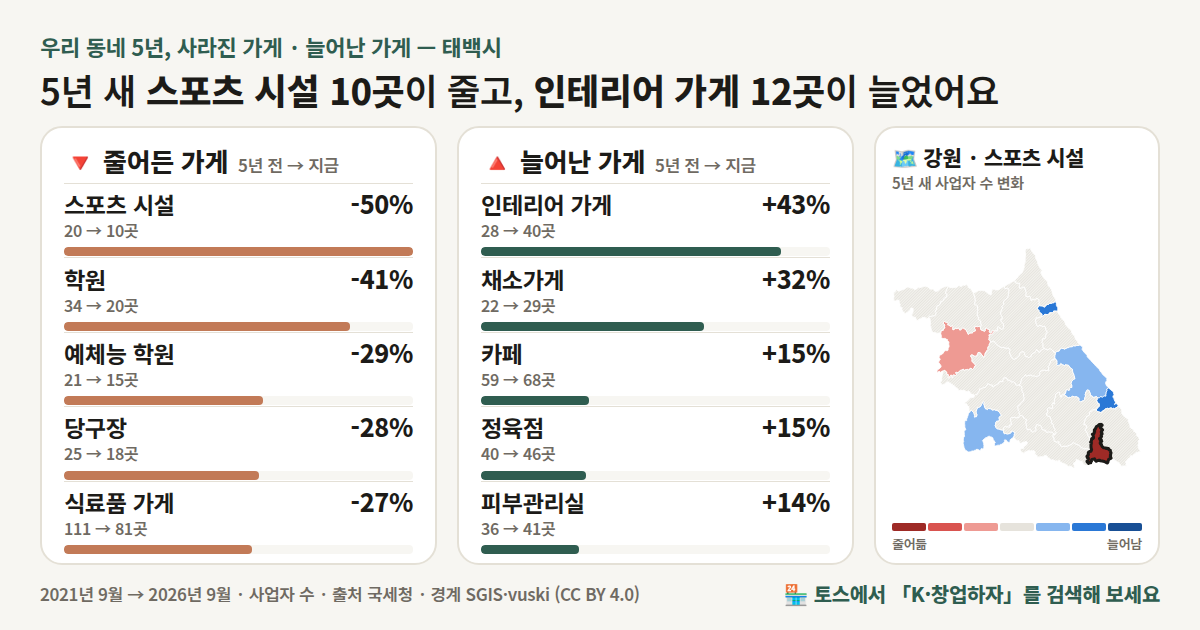 우리 동네 5년, 사라진 가게 · 늘어난 가게 — 태백시
5년 새 스포츠 시설 10곳이 줄고, 인테리어 가게 12곳이 늘었어요
줄어든 가게 5년 전 → 지금
스포츠 시설 -50%
20 → 10곳
학원 -41%
34 → 20곳
예체능 학원 -29%
21 → 15곳
당구장 -28%
25 → 18곳
식료품 가게 -27%
111 → 81곳
늘어난 가게 5년 전 → 지금
인테리어 가게 +43%
28 → 40곳
채소가게 +32%
22 → 29곳
카페 +15%
59 → 68곳
정육점 +15%
40 → 46곳
피부관리실 +14%
36 → 41곳
강원 · 스포츠 시설
5년 새 사업자 수 변화
줄어듦 늘어남
2021년 9월 → 2026년 9월 · 사업자 수 · 출처 국세청 · 경계 SGIS·vuski (CC BY 4.0)
토스에서 「K·창업하자」를 검색해 보세요